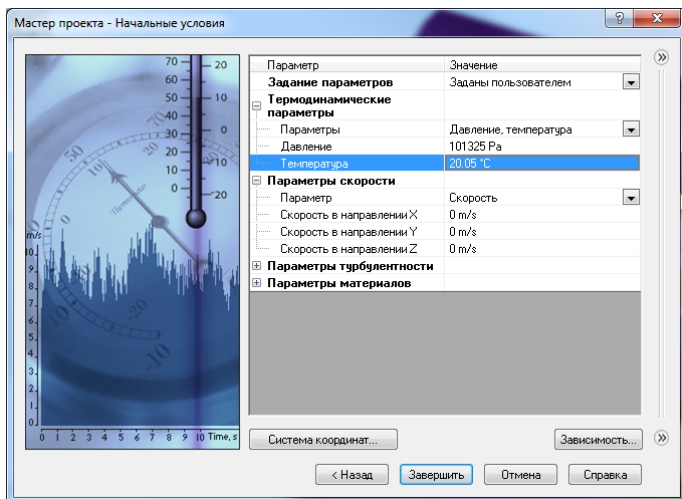 Мастер проекта - Начальные условия
Параметр Значение
Задание параметров Заданы пользователем
Термодинамические
параметры
Параметры Давление, температура
Давление 101325 Pa
Температура 20.05 °C
Параметры скорости
Параметр Скорость
Скорость в направлении X 0 m/s
Скорость в направлении Y 0 m/s
Скорость в направлении Z 0 m/s
Параметры турбулентности
Параметры материалов
70 20
60
50 10
40
30 0
20
10
0 -20
Thermometer
m/s
10.
9.
8.
7.
6.
5.
4.
3.
2.
1.
0.
0 1 2 3 4 5 6 7 8 9 10 Time, s
Система координат... Зависимость...
< Назад Завершить Отмена Справка